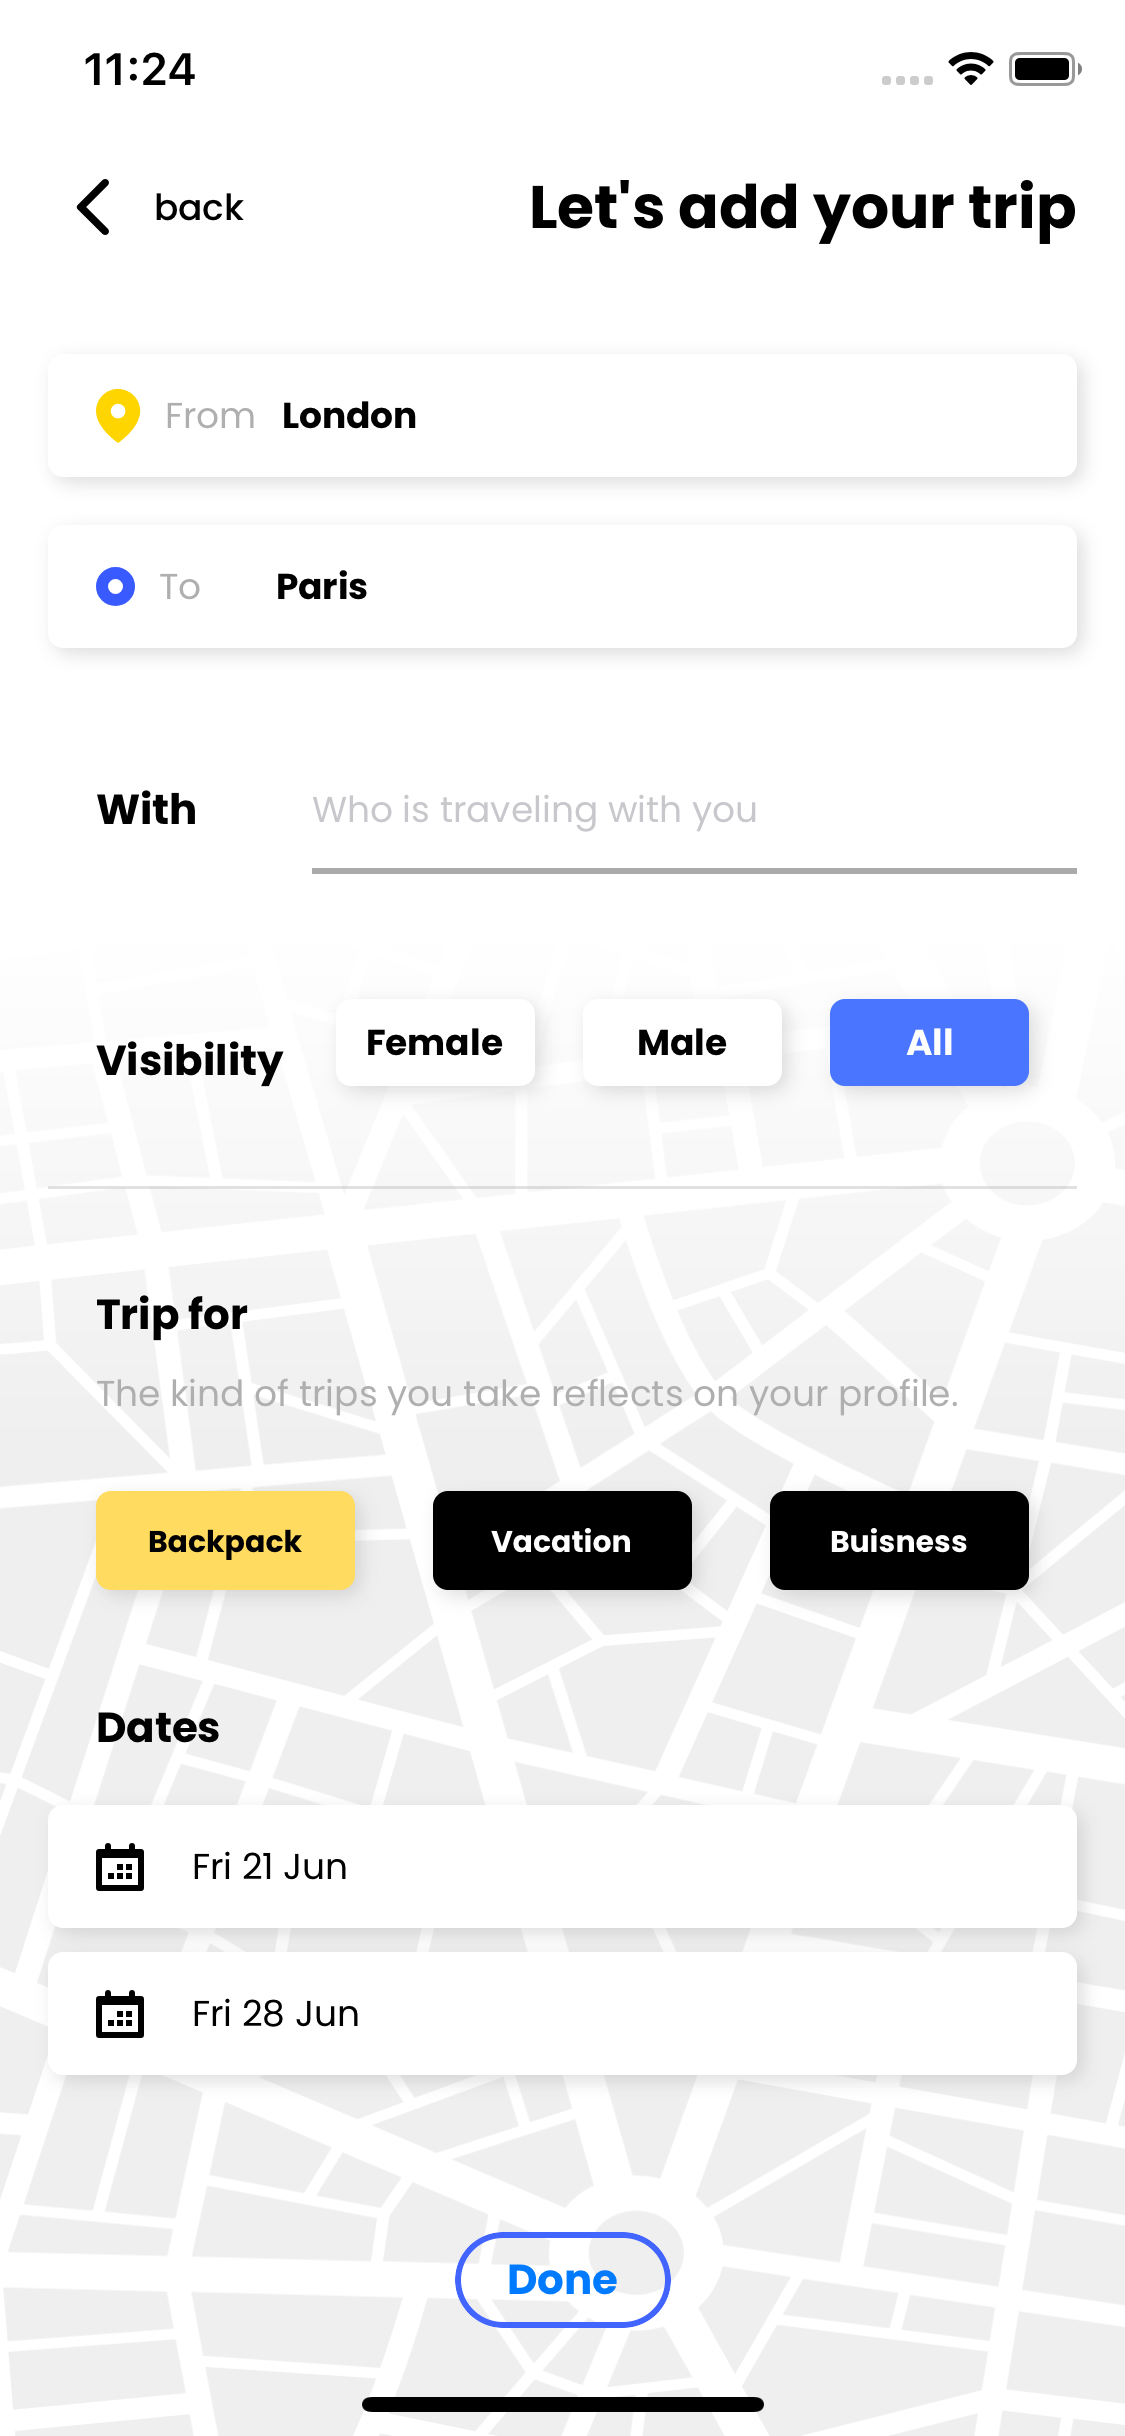 11:24
back
Let's add your trip
From London
To Paris
With Who is traveling with you
Visibility Female Male All
Trip for
The kind of trips you take reflects on your profile.
Backpack Vacation Buisness
Dates
Fri 21 Jun
Fri 28 Jun
Done